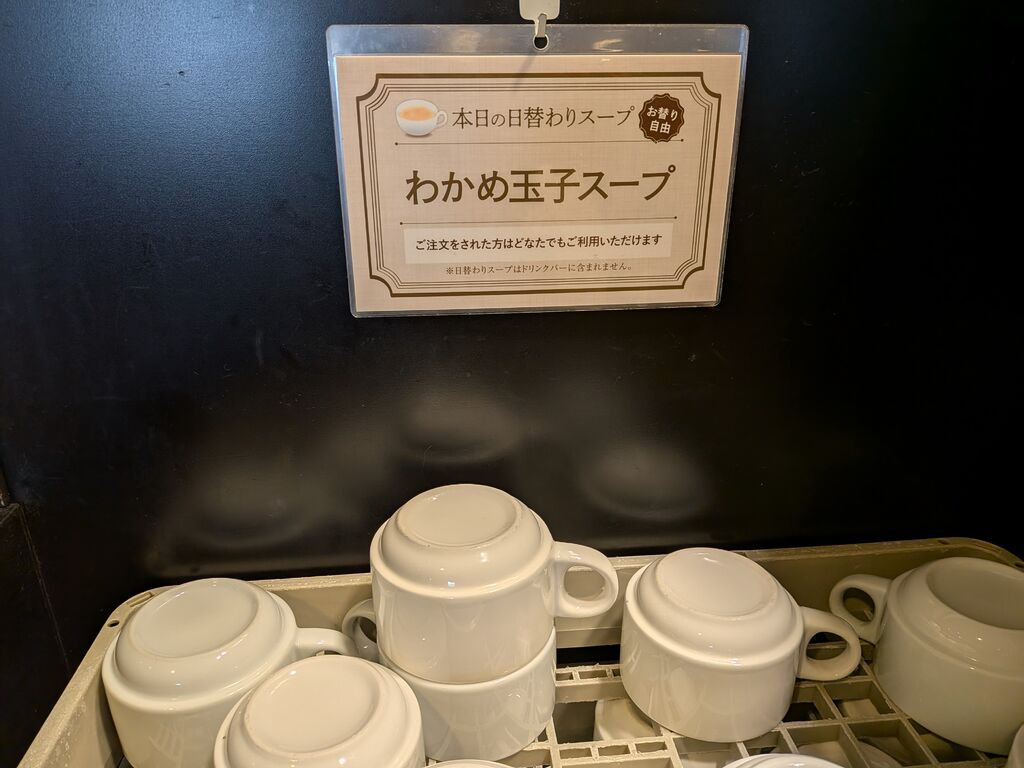 本日の日替わりスープ
お替り
自由
わかめ玉子スープ
ご注文をされた方はどなたでもご利用いただけます
※日替わりスープはドリンクバーに含まれません。